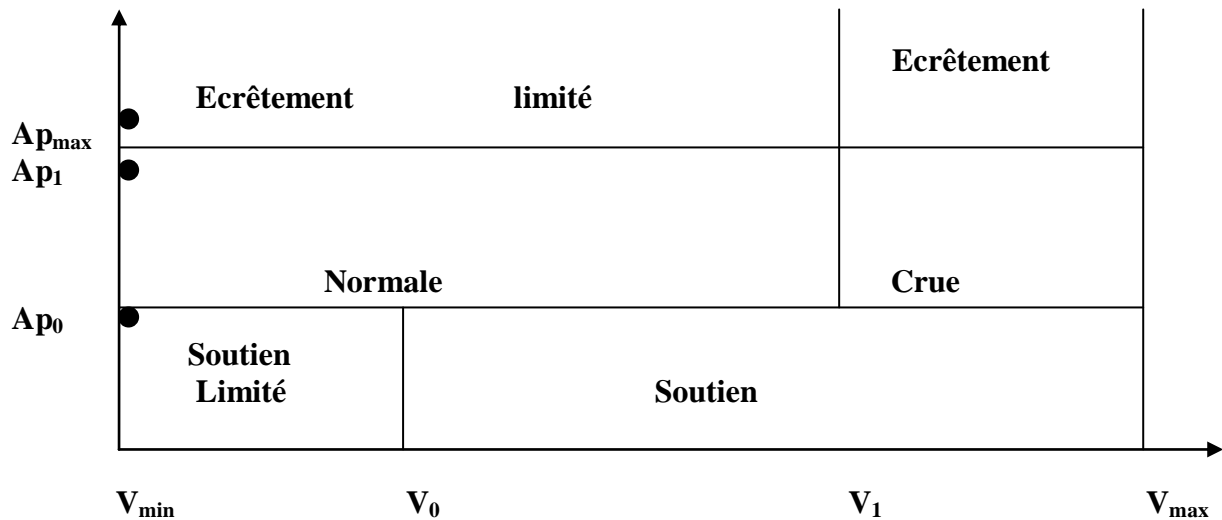 Ecrêtement
Ecrêtement limité
Ap_max
Ap_1
Normale Crue
Ap_0
Soutien
Limité Soutien
V_min V_0 V_1 V_max